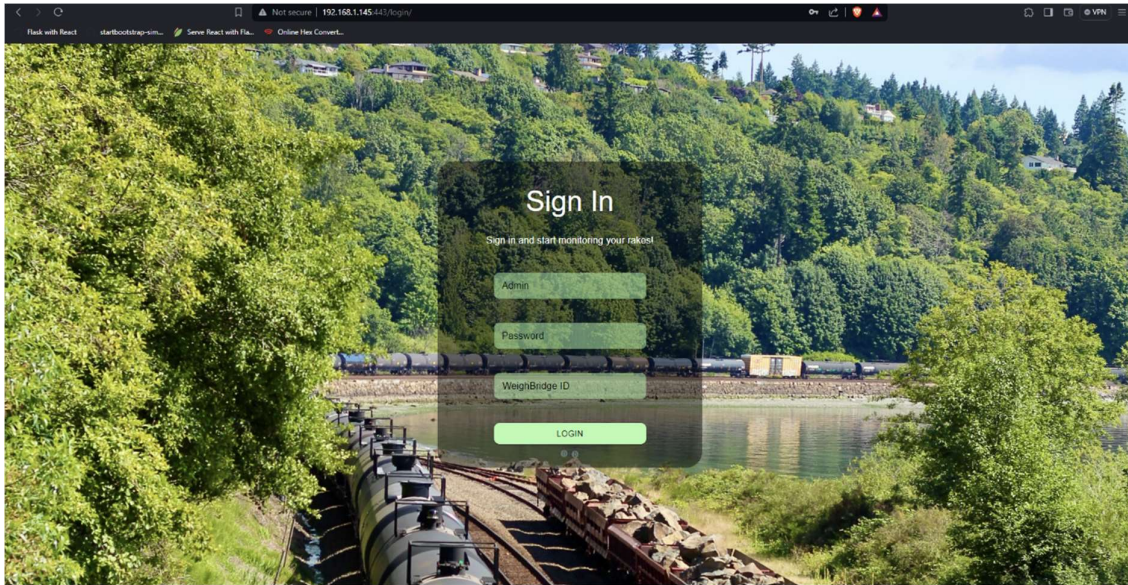 Not secure 192.168.1.145:443/login/
VPN
Flask with React startbootstrap-sim... Serve React with Fla... Online Hex Convert...
Sign In
Sign in and start monitoring your rakes!
Admin
Password
WeighBridge ID
LOGIN